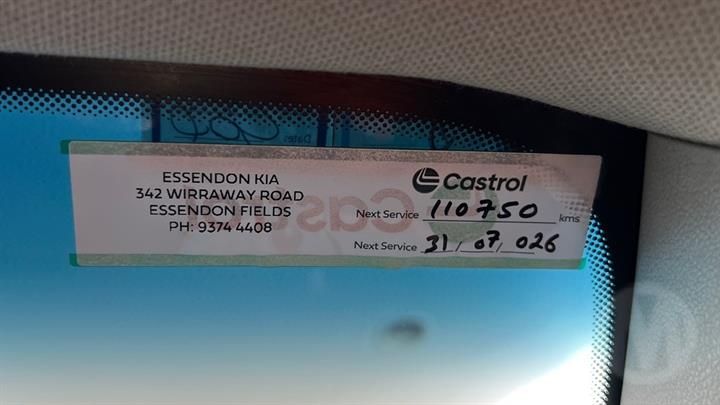 ESSENDON KIA
342 WIRRAWAY ROAD
ESSENDON FIELDS
PH: 9374 4408
Castrol
Next Service 110750 kms
Next Service 31/07/026